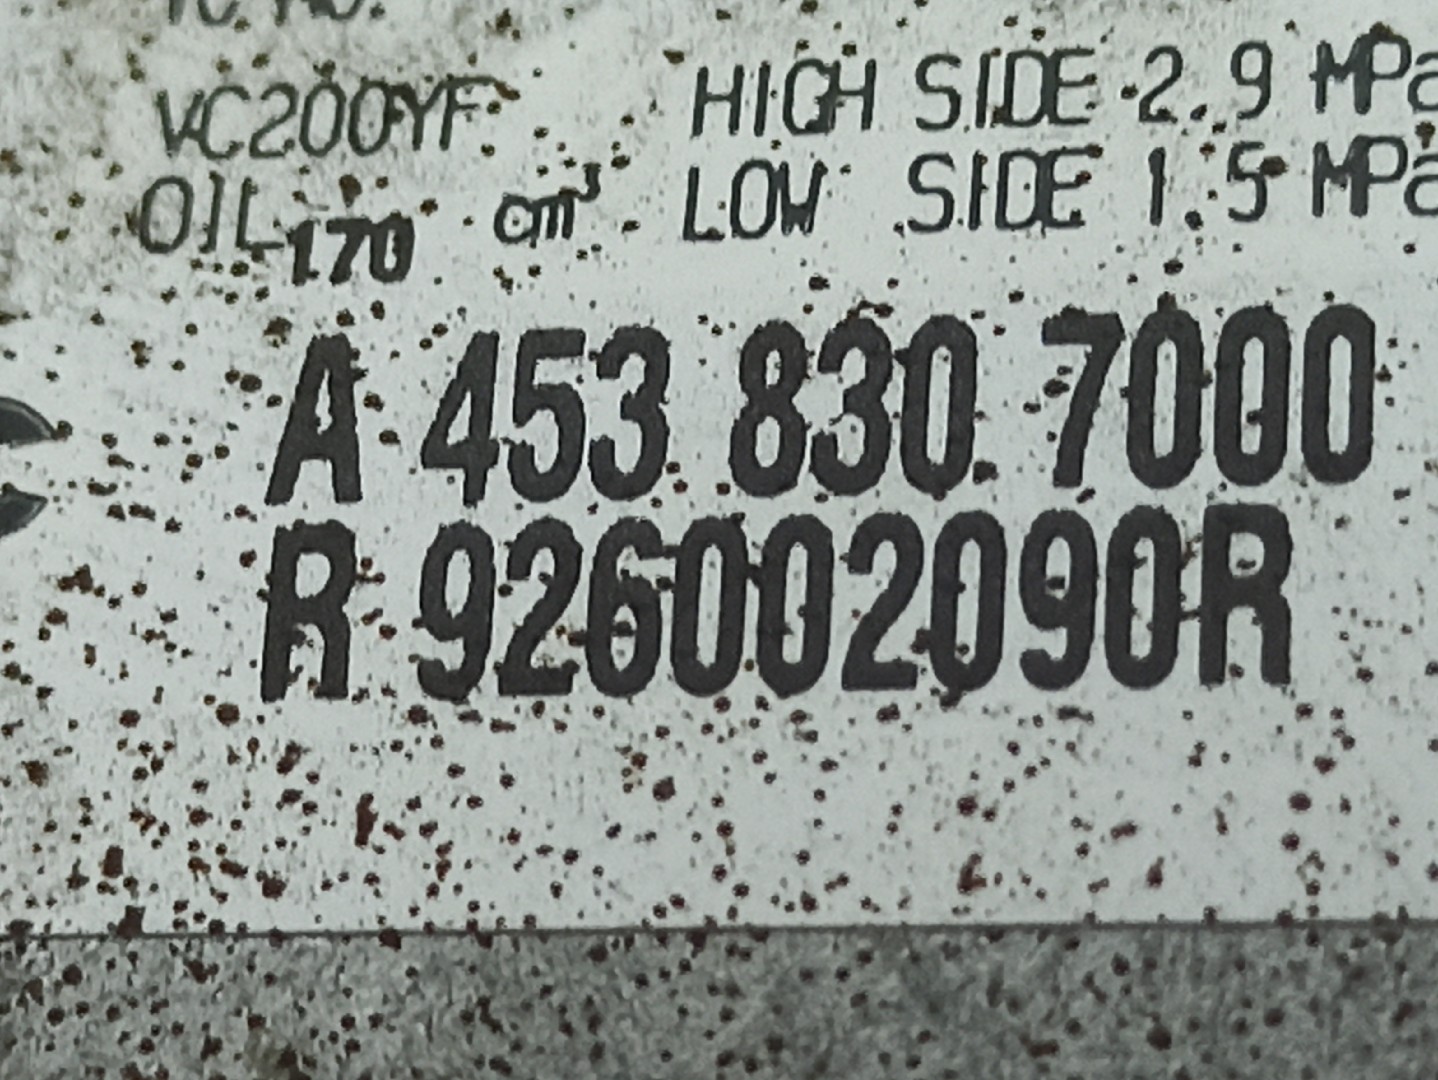 VC200YF HIGH SIDE 2.9 MPa
OIL 170 cm³ LOW SIDE 1.5 MPa
A 453 830 7000
R 926002090R